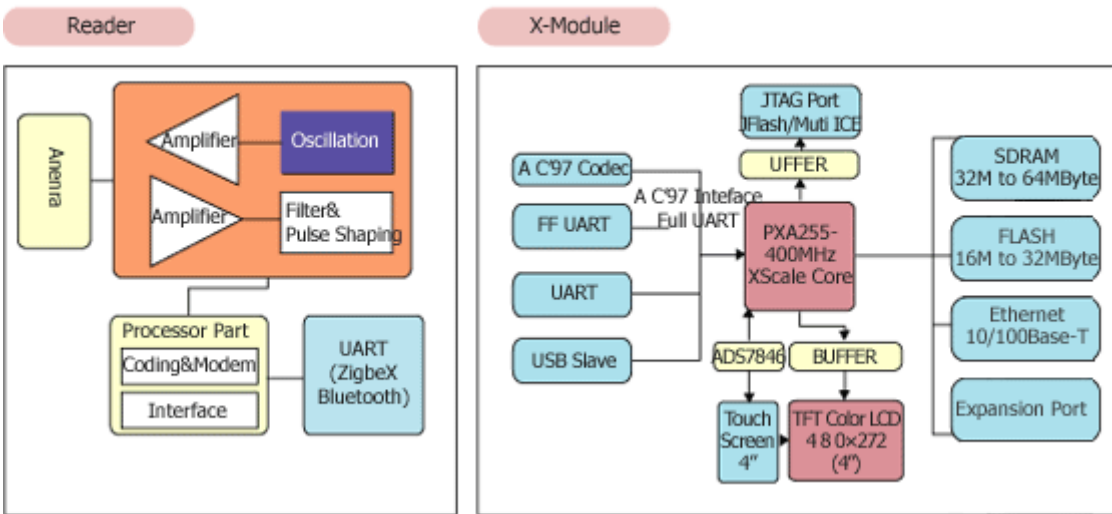 Reader
X-Module
Anenra
Amplifier
Oscillation
Amplifier
Filter&
Pulse Shaping
Processor Part
Coding&Modem
Interface
UART
(ZigbeX
Bluetooth)
JTAG Port
JFlash/Muti ICE
UFFER
A C'97 Codec
FF UART
UART
USB Slave
A C'97 Inteface
Full UART
PXA255-
400MHz
XScale Core
ADS7846
BUFFER
Touch
Screen
4"
TFT Color LCD
4 8 0×272
(4")
SDRAM
32M to 64MByte
FLASH
16M to 32MByte
Ethernet
10/100Base-T
Expansion Port